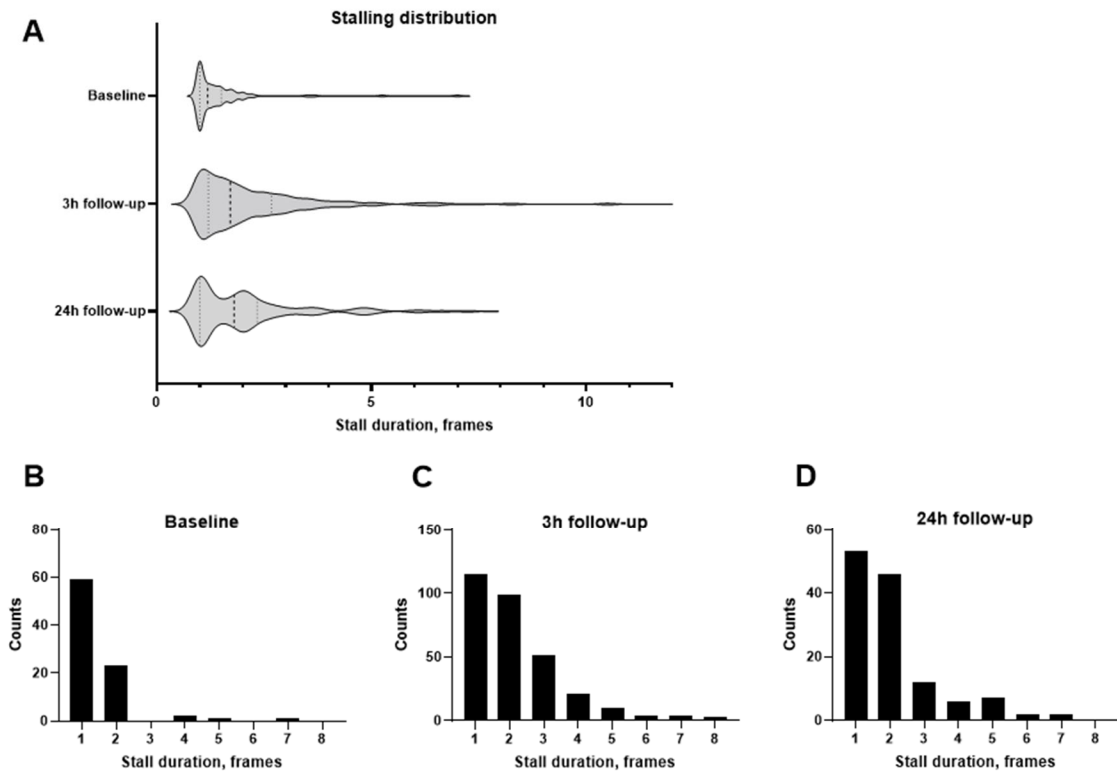 A
Stalling distribution
Baseline
3h follow-up
24h follow-up
0 5 10
Stall duration, frames
B
Baseline
80
60
40
20
0
Counts
1 2 3 4 5 6 7 8
Stall duration, frames
C
3h follow-up
150
100
50
0
Counts
1 2 3 4 5 6 7 8
Stall duration, frames
D
24h follow-up
60
40
20
0
Counts
1 2 3 4 5 6 7 8
Stall duration, frames